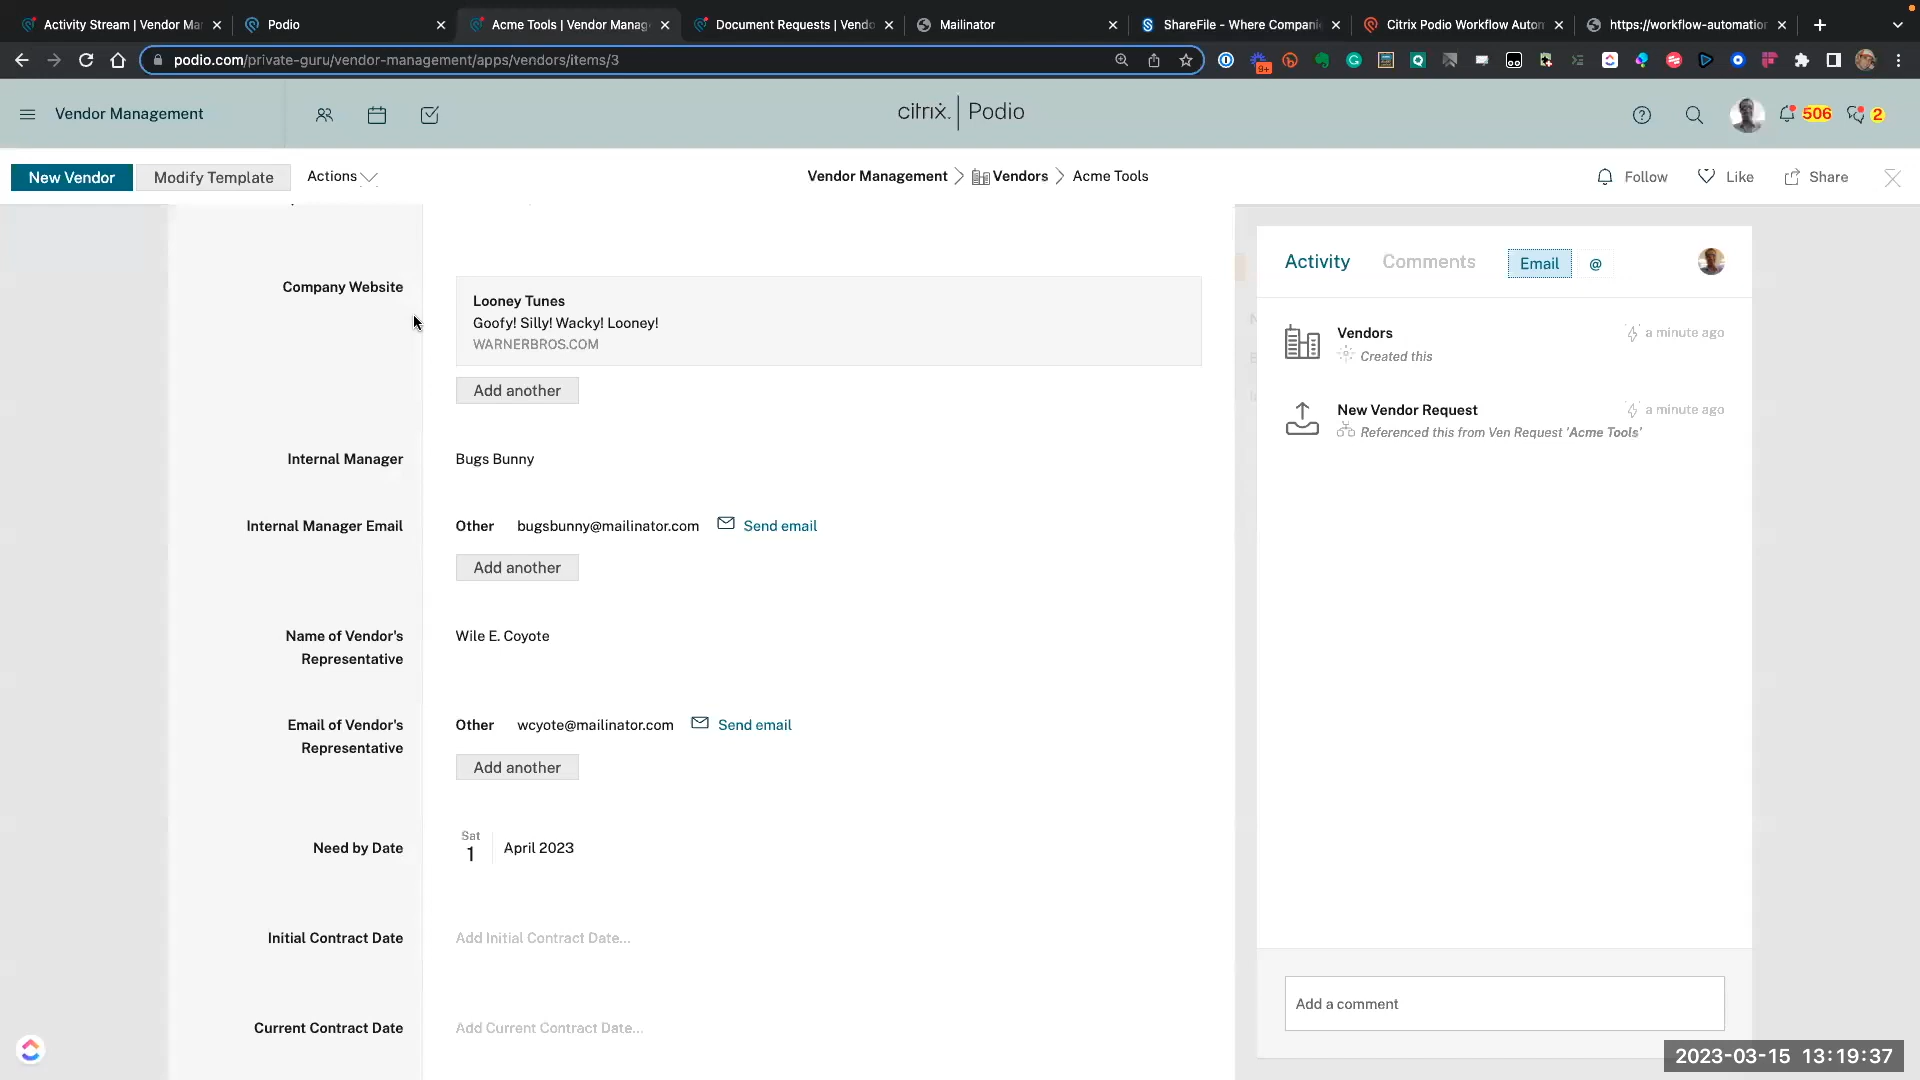 Activity Stream | Vendor Ma
Podio
Acme Tools | Vendor Manag
Document Requests | Vendo
Mailinator
ShareFile - Where Compani
Citrix Podio Workflow Autom
https://workflow-automatio
podio.com/private-guru/vendor-management/apps/vendors/items/3
9+
Vendor Management
citrix. | Podio
506
2
New Vendor
Modify Template
Actions
Vendor Management
Vendors
Acme Tools
Follow
Like
Share
Company Website
Looney Tunes
Goofy! Silly! Wacky! Looney!
WARNERBROS.COM
Add another
Internal Manager
Bugs Bunny
Internal Manager Email
Other bugsbunny@mailinator.com Send email
Add another
Name of Vendor's
Representative
Wile E. Coyote
Email of Vendor's
Representative
Other wcyote@mailinator.com Send email
Add another
Need by Date
Sat
1
April 2023
Initial Contract Date
Add Initial Contract Date...
Current Contract Date
Add Current Contract Date...
Activity
Comments
Email
@
Vendors
a minute ago
Created this
New Vendor Request
a minute ago
Referenced this from Ven Request 'Acme Tools'
Add a comment
2023-03-15 13:19:37